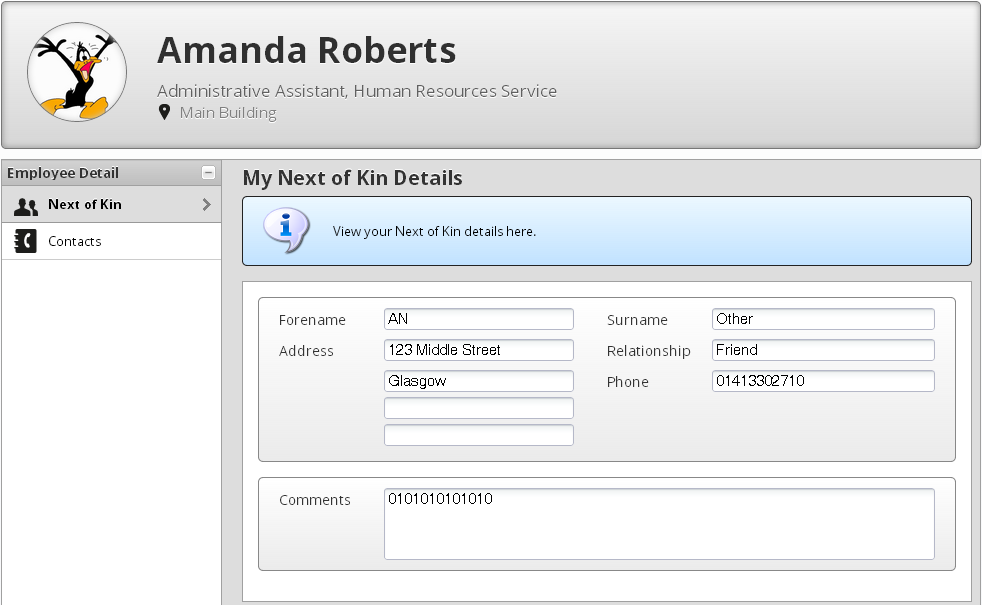 Amanda Roberts
Administrative Assistant, Human Resources Service
Main Building
Employee Detail
Next of Kin
Contacts
My Next of Kin Details
View your Next of Kin details here.
Forename AN Surname Other
Address 123 Middle Street Relationship Friend
Glasgow Phone 01413302710
Comments 0101010101010